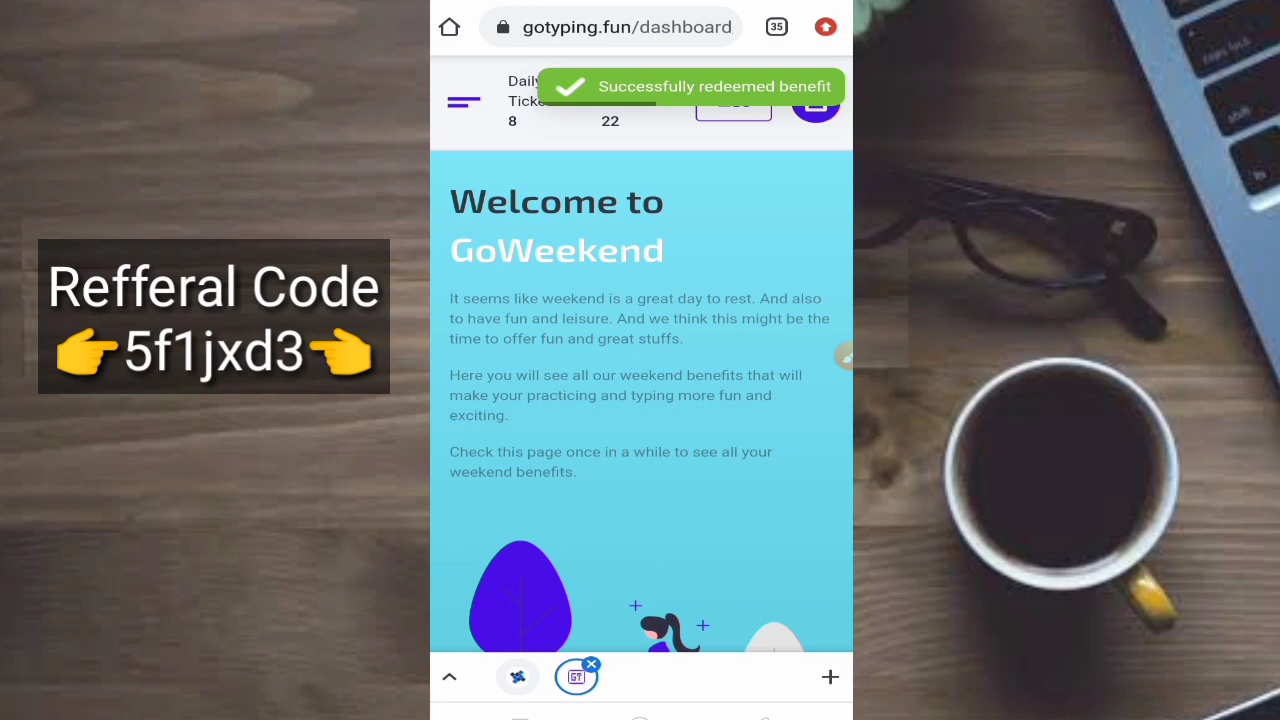 gotyping.fun/dashboard
35
Successfully redeemed benefit
Daily
8
22
Welcome to
GoWeekend
It seems like weekend is a great day to rest. And also
to have fun and leisure. And we think this might be the
time to offer fun and great stuffs.
Here you will see all our weekend benefits that will
make your practicing and typing more fun and
exciting.
Check this page once in a while to see all your
weekend benefits.
GT
Refferal Code
👉5f1jxd3👈